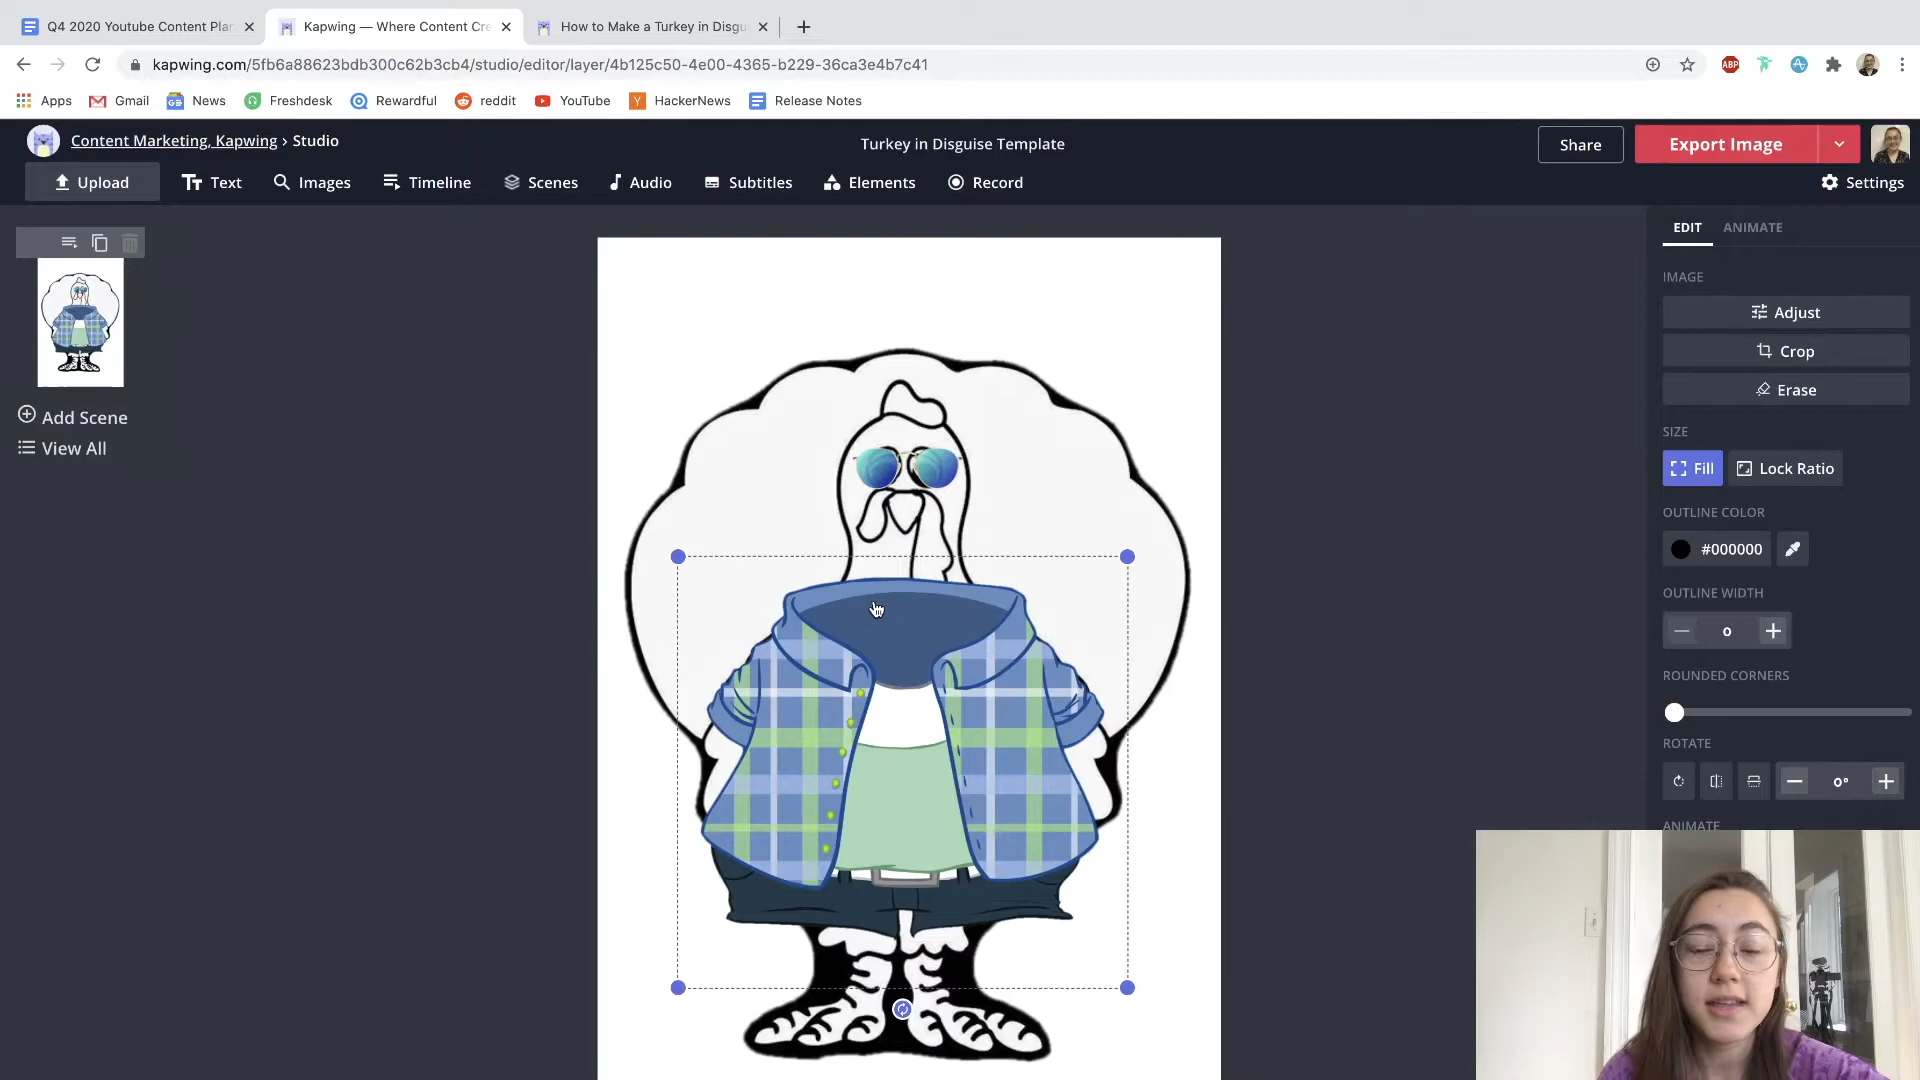 Q4 2020 Youtube Content Plan
Kapwing — Where Content Cre
How to Make a Turkey in Disgu
kapwing.com/5fb6a88623bdb300c62b3cb4/studio/editor/layer/4b125c50-4e00-4365-b229-36ca3e4b7c41
ABP
Apps
Gmail
News
Freshdesk
Rewardful
reddit
YouTube
Y
HackerNews
Release Notes
Content Marketing, Kapwing › Studio
Turkey in Disguise Template
Share
Export Image
Upload
Text
Images
Timeline
Scenes
Audio
Subtitles
Elements
Record
Settings
Add Scene
View All
EDIT
ANIMATE
IMAGE
Adjust
Crop
Erase
SIZE
Fill
Lock Ratio
OUTLINE COLOR
#000000
OUTLINE WIDTH
0
ROUNDED CORNERS
ROTATE
0°
ANIMATE